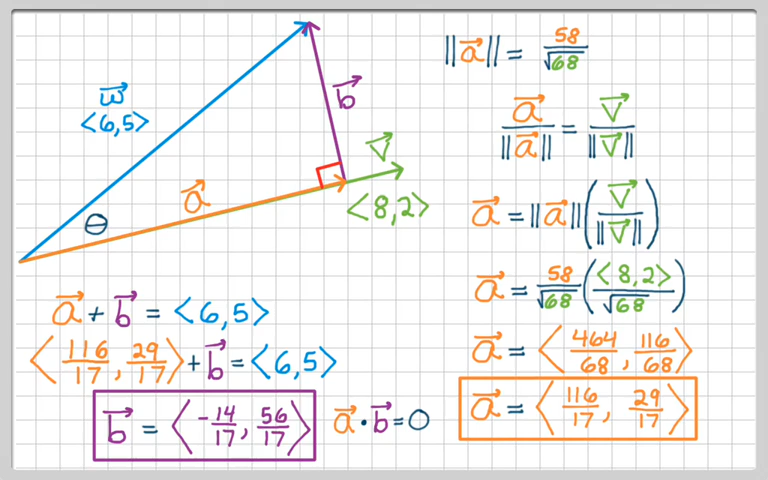 w⃗
<6,5>
b⃗
v⃗
a⃗
<8,2>
θ
a⃗ + b⃗ = <6,5>
<116/17, 29/17> + b⃗ = <6,5>
b⃗ = <-14/17, 56/17>
a⃗ · b⃗ = 0
||a⃗|| = 58/√68
a⃗/||a⃗|| = v⃗/||v⃗||
a⃗ = ||a⃗|| (v⃗/||v⃗||)
a⃗ = 58/√68 (<8,2>/√68)
a⃗ = <464/68, 116/68>
a⃗ = <116/17, 29/17>